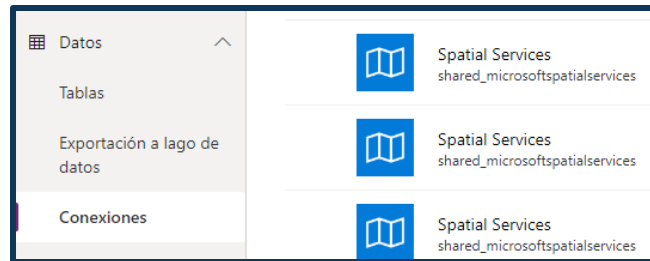 Datos
Tablas
Exportación a lago de
datos
Conexiones
Spatial Services
shared_microsoftspatialservices
Spatial Services
shared_microsoftspatialservices
Spatial Services
shared_microsoftspatialservices